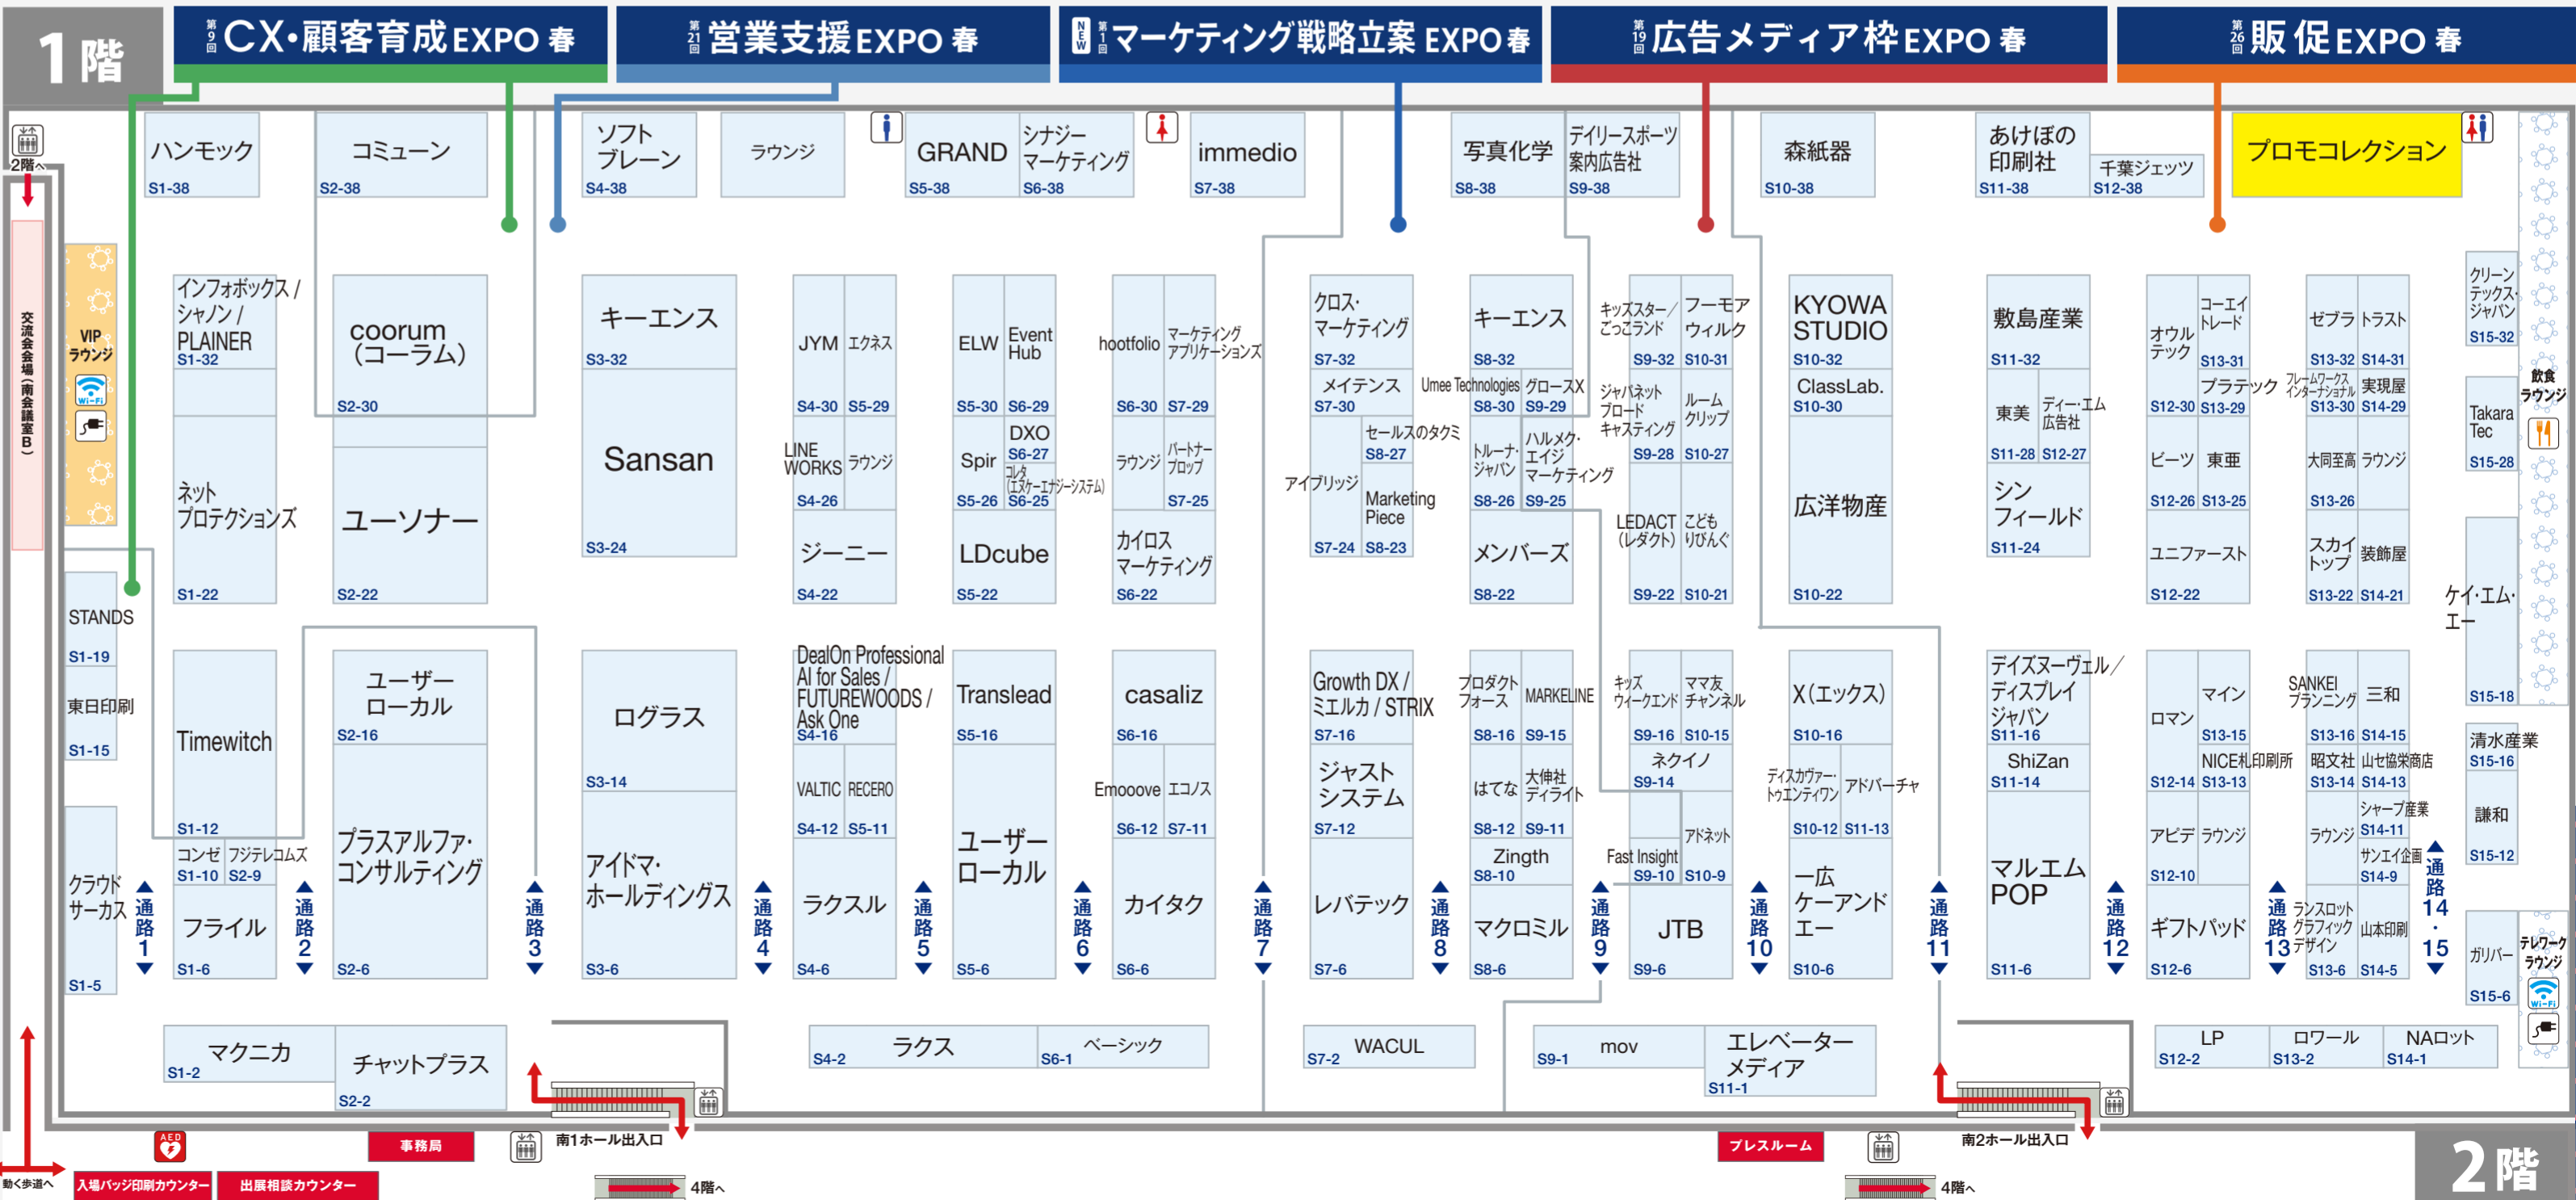 1階
第9回 CX・顧客育成EXPO 春
第21回 営業支援EXPO 春
NEW 第1回 マーケティング戦略立案 EXPO 春
第19回 広告メディア枠EXPO 春
第26回 販促EXPO 春
2階へ
ハンモック
S1-38
コミューン
S2-38
ソフト
ブレーン
S4-38
ラウンジ
GRAND
S5-38
シナジー
マーケティング
S6-38
immedio
S7-38
写真化学
S8-38
デイリースポーツ
案内広告社
S9-38
森紙器
S10-38
あけぼの
印刷社
S11-38
千葉ジェッツ
S12-38
プロモコレクション
交流会会場(南会議室B)
VIP
ラウンジ
Wi-Fi
インフォボックス /
シャノン /
PLAINER
S1-32
coorum
(コーラム)
S2-30
キーエンス
S3-32
JYM
S4-30
エクネス
S5-29
ELW
S5-30
Event
Hub
S6-29
hootfolio
S6-30
マーケティング
アプリケーションズ
S7-29
クロス・
マーケティング
S7-32
キーエンス
S8-32
キッズスター/
ごっこランド
S9-32
フーモア
ウィルク
S10-31
KYOWA
STUDIO
S10-32
敷島産業
S11-32
オウル
テック
S12-30
コーエイ
トレード
S13-31
ゼブラ
S13-32
トラスト
S14-31
クリーン
テックス・
ジャパン
S15-32
メイテンス
S7-30
Umee Technologies
S8-30
グロースX
S9-29
ジャパネット
ブロード
キャスティング
S9-28
ルーム
クリップ
S10-27
ClassLab.
S10-30
東美
S11-28
ディー・エム
広告社
S12-27
プラテック
S13-29
フレームワークス
インターナショナル
S13-30
実現屋
S14-29
Takara
Tec
S15-28
飲食
ラウンジ
ネット
プロテクションズ
S1-22
ユーソナー
S2-22
Sansan
S3-24
LINE
WORKS
S4-26
ラウンジ
Spir
S5-26
DXO
S6-27
コレタ
(エヌケーエナジーシステム)
S6-25
ラウンジ
パートナー
プロップ
S7-25
アイブリッジ
S7-24
セールスのタクミ
S8-27
Marketing
Piece
S8-23
トルーナ・
ジャパン
S8-26
ハルメク・
エイジ
マーケティング
S9-25
広洋物産
S10-22
シン
フィールド
S11-24
ビーツ
S12-26
東亜
S13-25
大同至高
S13-26
ラウンジ
ジーニー
S4-22
LDcube
S5-22
カイロス
マーケティング
S6-22
メンバーズ
S8-22
LEDACT
(レダクト)
S9-22
こども
りびんぐ
S10-21
ユニファースト
S12-22
スカイ
トップ
S13-22
装飾屋
S14-21
ケイ・エム・
エー
S15-18
STANDS
S1-19
東日印刷
S1-15
Timewitch
S1-12
ユーザー
ローカル
S2-16
ログラス
S3-14
DealOn Professional
AI for Sales /
FUTUREWOODS /
Ask One
S4-16
Translead
S5-16
casaliz
S6-16
Growth DX /
ミエルカ / STRIX
S7-16
プロダクト
フォース
S8-16
MARKELINE
S9-15
キッズ
ウィークエンド
S9-16
ママ友
チャンネル
S10-15
X(エックス)
S10-16
デイズヌーヴェル/
ディスプレイ
ジャパン
S11-16
ロマン
S12-14
マイン
S13-15
SANKEI
プランニング
S13-16
三和
S14-15
清水産業
S15-16
VALTIC
S4-12
RECERO
S5-11
Emooove
S6-12
エコノス
S7-11
ジャスト
システム
S7-12
はてな
S8-12
大伸社
ディライト
S9-11
ネクイノ
S9-14
ディスカヴァー・
トゥエンティワン
S10-12
アドバーチャ
S11-13
ShiZan
S11-14
NICE札印刷所
S13-13
昭文社
S13-14
山セ協栄商店
S14-13
謙和
S15-12
クラウド
サーカス
S1-5
コンゼ
S1-10
フジテレコムズ
S2-9
フライル
S1-6
プラスアルファ・
コンサルティング
S2-6
アイドマ・
ホールディングス
S3-6
ラクスル
S4-6
ユーザー
ローカル
S5-6
カイタク
S6-6
レバテック
S7-6
Zingth
S8-10
マクロミル
S8-6
Fast Insight
S9-10
アドネット
S10-9
JTB
S9-6
一広
ケーアンド
エー
S10-6
マルエム
POP
S11-6
アピデ
S12-10
ラウンジ
ギフトパッド
S12-6
ラウンジ
シャープ産業
S14-11
サンエイ企画
S14-9
ランスロット
グラフィック
デザイン
S13-6
山本印刷
S14-5
ガリバー
S15-6
テレワーク
ラウンジ
Wi-Fi
通路1
通路2
通路3
通路4
通路5
通路6
通路7
通路8
通路9
通路10
通路11
通路12
通路13
通路14・15
マクニカ
S1-2
チャットプラス
S2-2
ラクス
S4-2
ベーシック
S6-1
WACUL
S7-2
mov
S9-1
エレベーター
メディア
S11-1
LP
S12-2
ロワール
S13-2
NAロット
S14-1
AED
事務局
南1ホール出入口
プレスルーム
南2ホール出入口
動く歩道へ
入場バッジ印刷カウンター
出展相談カウンター
4階へ
4階へ
2階